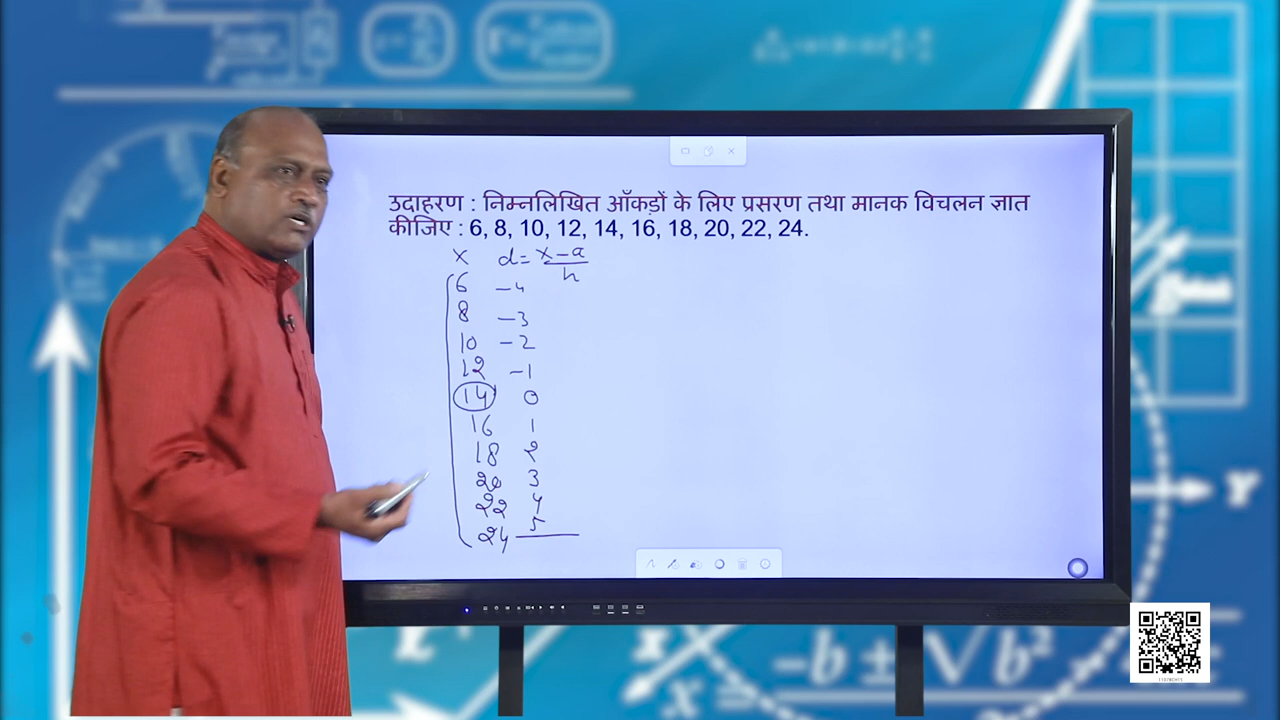 उदाहरण : निम्नलिखित आँकड़ों के लिए प्रसरण तथा मानक विचलन ज्ञात
कीजिए : 6, 8, 10, 12, 14, 16, 18, 20, 22, 24.
x d = x-a
h
6 -4
8 -3
10 -2
12 -1
14 0
16 1
18 2
20 3
22 4
24 5
Y
x = -b ± √b²